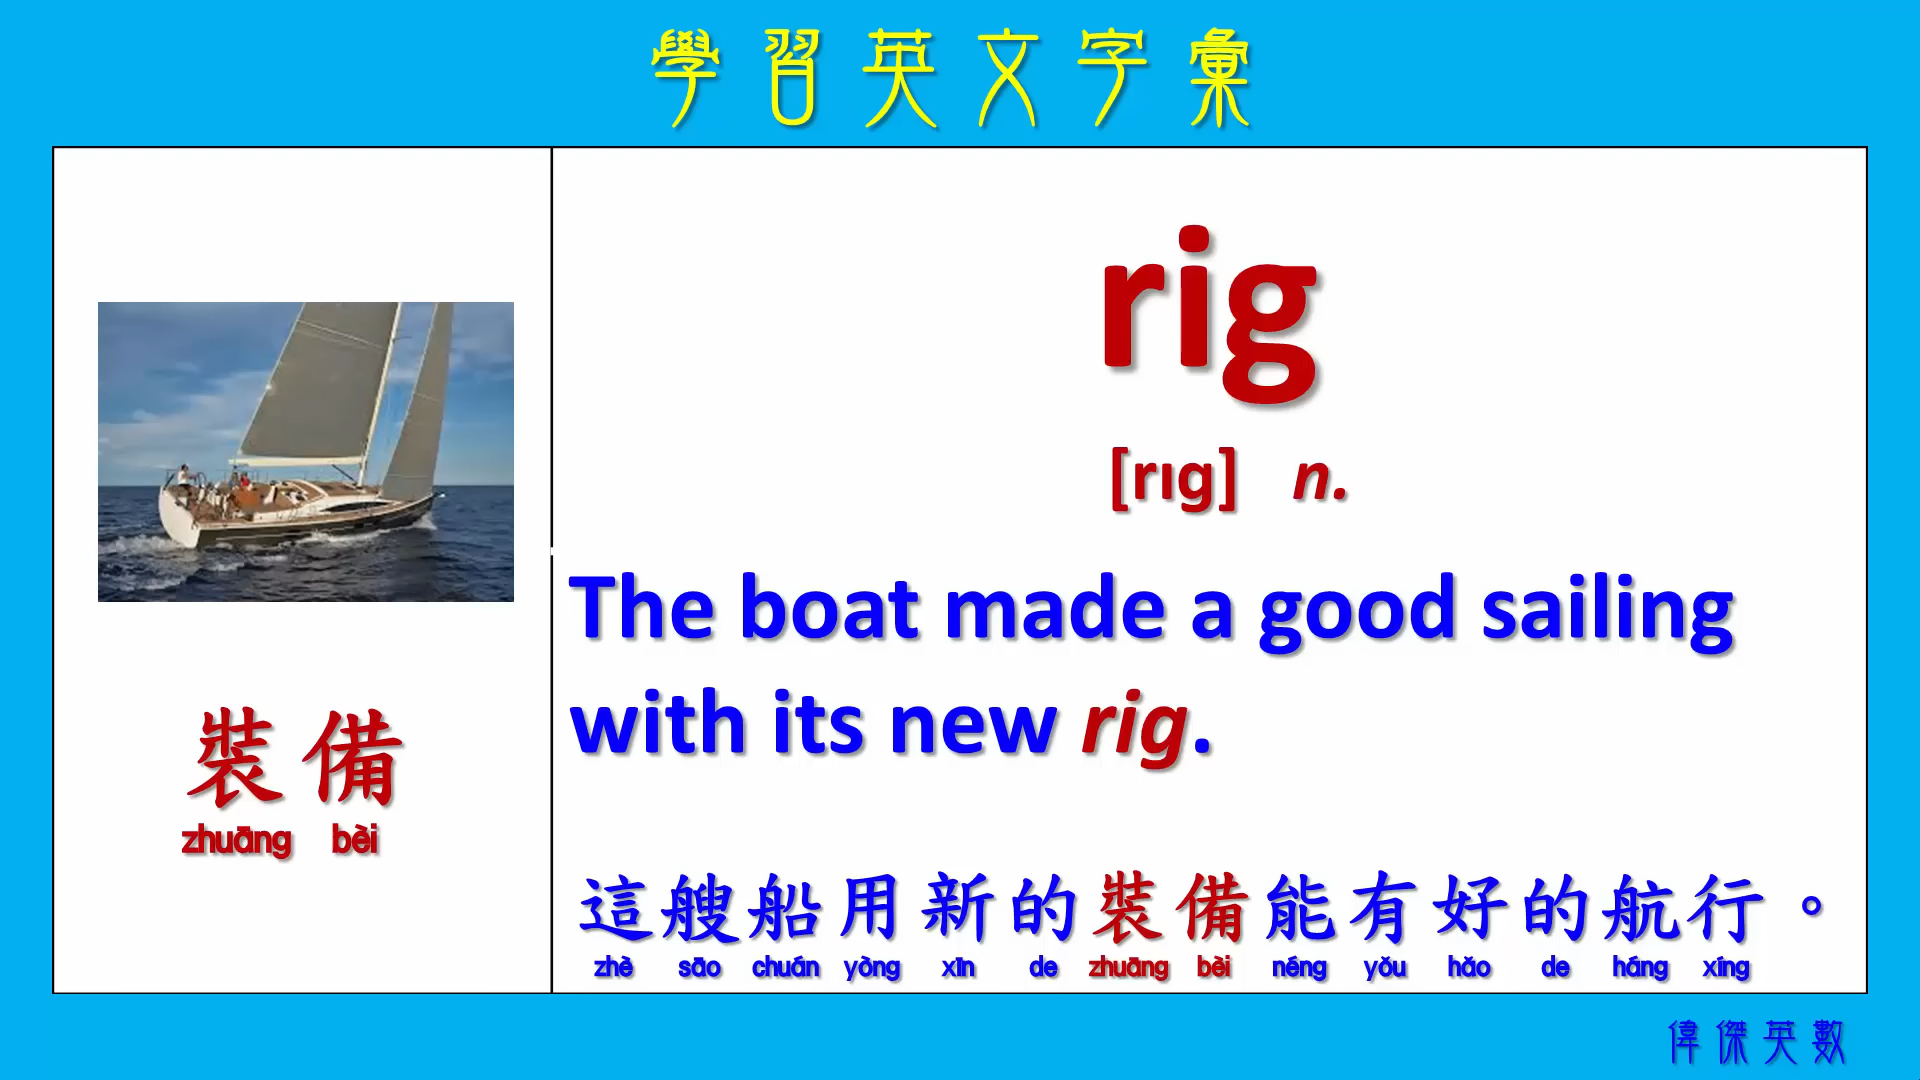 學習英文字彙
rig
[rɪg] n.
The boat made a good sailing
with its new rig.
裝備
zhuāng bèi
這艘船用新的裝備能有好的航行。
zhè sāo chuán yòng xīn de zhuāng bèi néng yǒu hǎo de háng xíng
偉傑英數